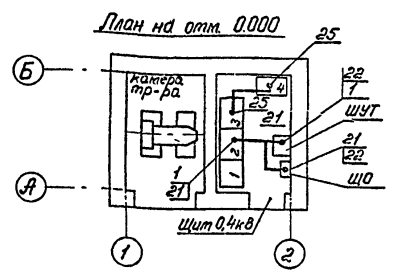 План на отм. 0.000
25
Б
камера
тр-ра
4
22
1
3
25
21
ШУТ
2
21
22
1
21
1
ЩО
А
Щит 0,4кВ
1
2